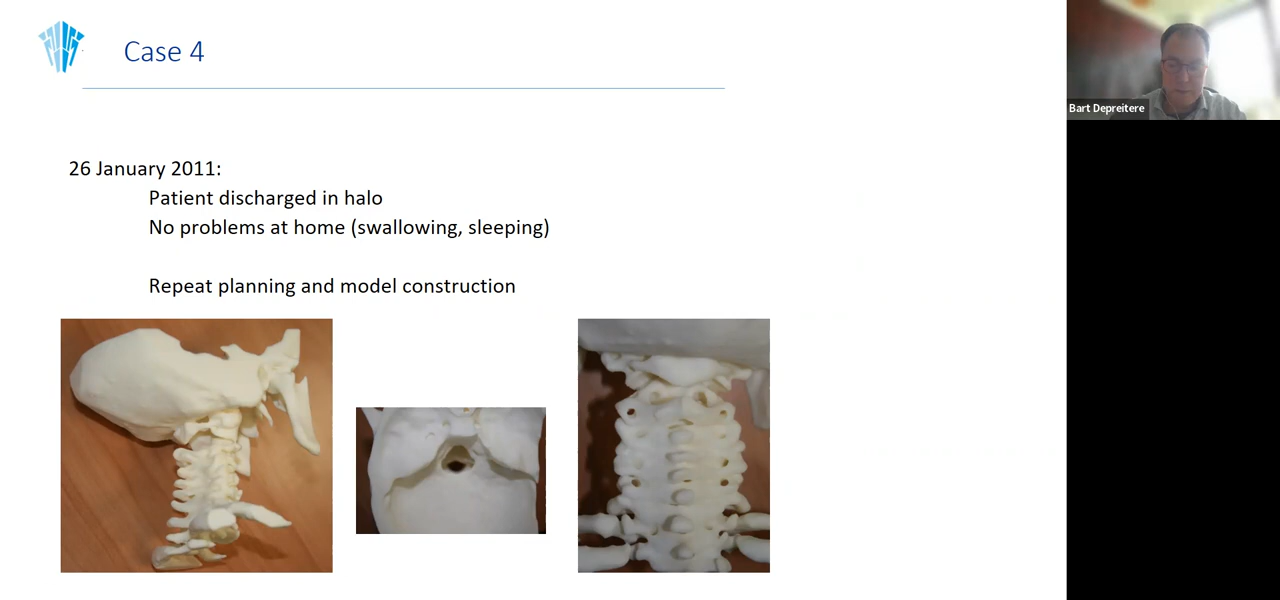 Case 4
Bart Depreitere
26 January 2011:
Patient discharged in halo
No problems at home (swallowing, sleeping)
Repeat planning and model construction